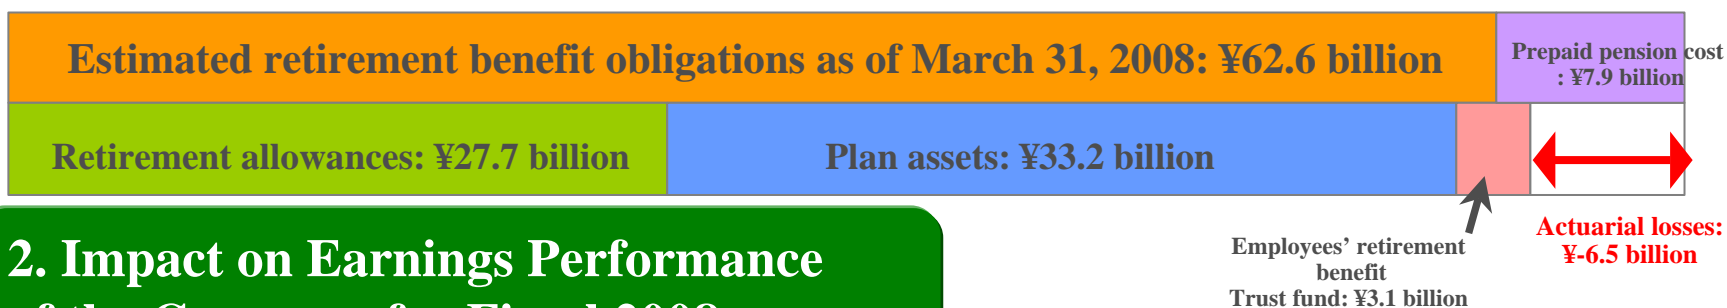 Estimated retirement benefit obligations as of March 31, 2008: ¥62.6 billion
Prepaid pension cost
: ¥7.9 billion
Retirement allowances: ¥27.7 billion
Plan assets: ¥33.2 billion
Actuarial losses:
¥-6.5 billion
Employees’ retirement
benefit
Trust fund: ¥3.1 billion
2. Impact on Earnings Performance